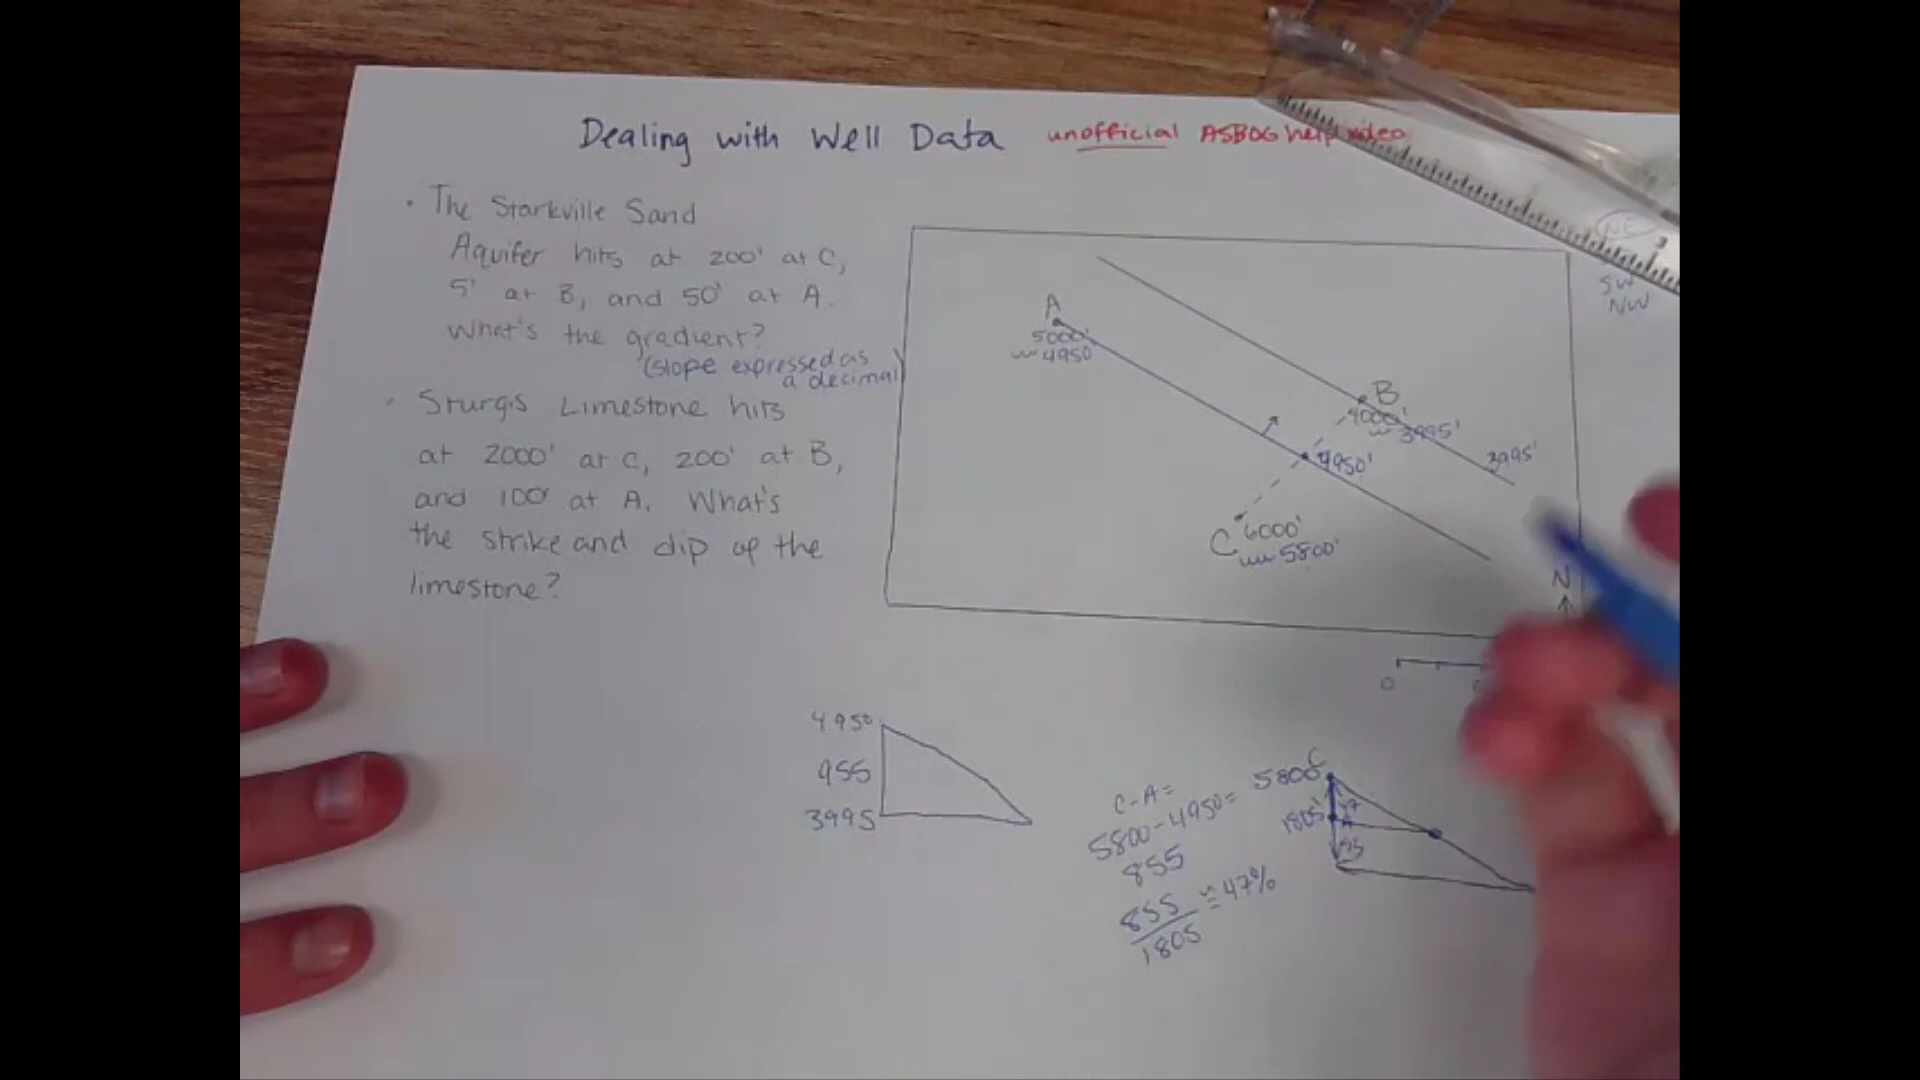 Dealing with Well Data unofficial ASBOG help video
• The Starkville Sand
Aquifer hits at 200' at C,
5' at B, and 50' at A.
What's the gradient?
(slope expressed as
a decimal)
• Sturgis Limestone hits
at 2000' at C, 200' at B,
and 100' at A. What's
the strike and dip of the
limestone?
SW
NW
A
5000'
4950
B
4000'
3995'
3995'
4950'
C 6000'
5800'
N
0
4950
955
3995
C-A=
5800-4950=
855
855
1805
≅47%
5800 C
1805'
3